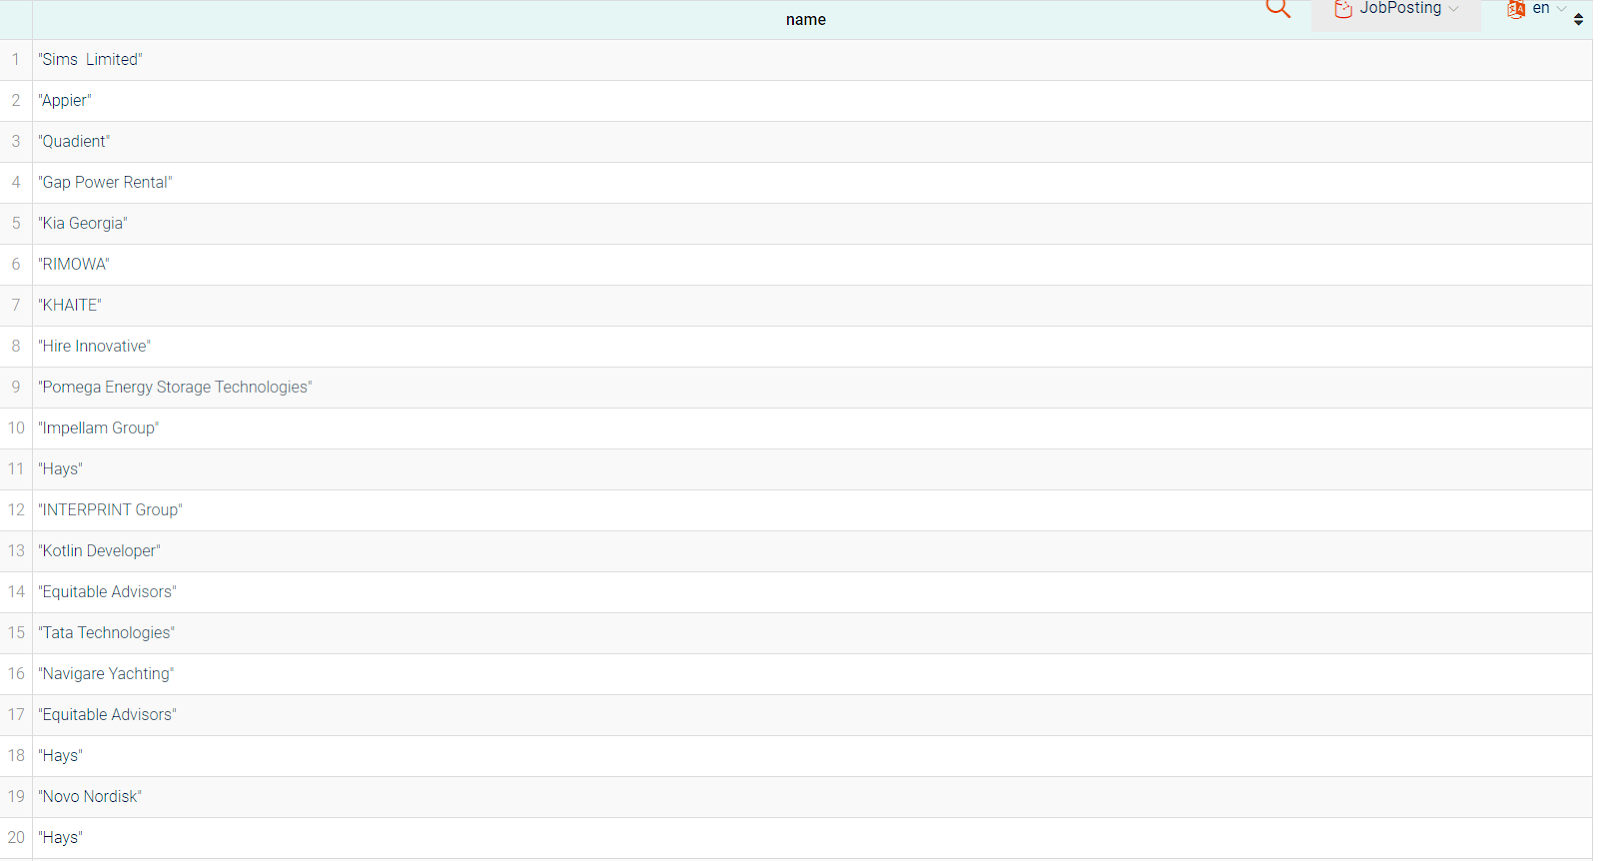 name
JobPosting
en
1 "Sims  Limited"
2 "Appier"
3 "Quadient"
4 "Gap Power Rental"
5 "Kia Georgia"
6 "RIMOWA"
7 "KHAITE"
8 "Hire Innovative"
9 "Pomega Energy Storage Technologies"
10 "Impellam Group"
11 "Hays"
12 "INTERPRINT Group"
13 "Kotlin Developer"
14 "Equitable Advisors"
15 "Tata Technologies"
16 "Navigare Yachting"
17 "Equitable Advisors"
18 "Hays"
19 "Novo Nordisk"
20 "Hays"